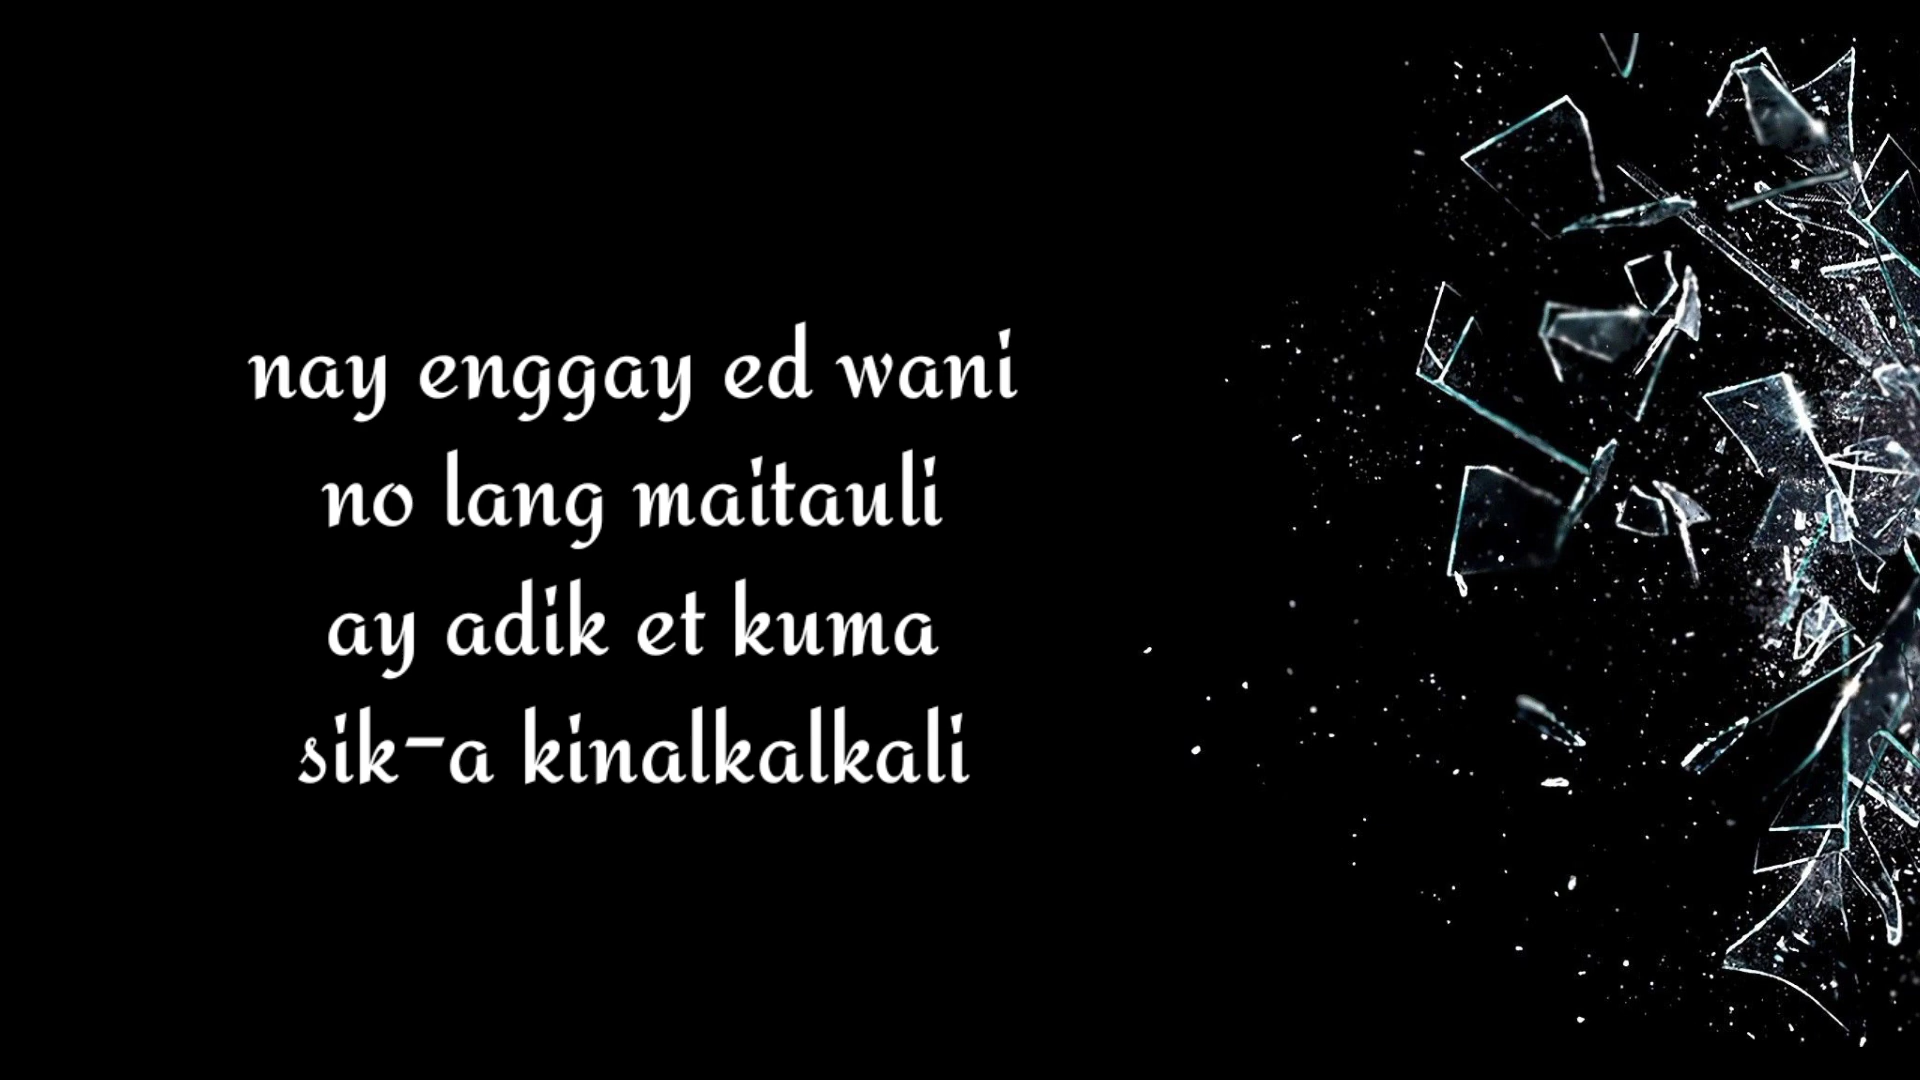 nay enggay ed wani
no lang maitauli
ay adik et kuma
sik-a kinalkalkali